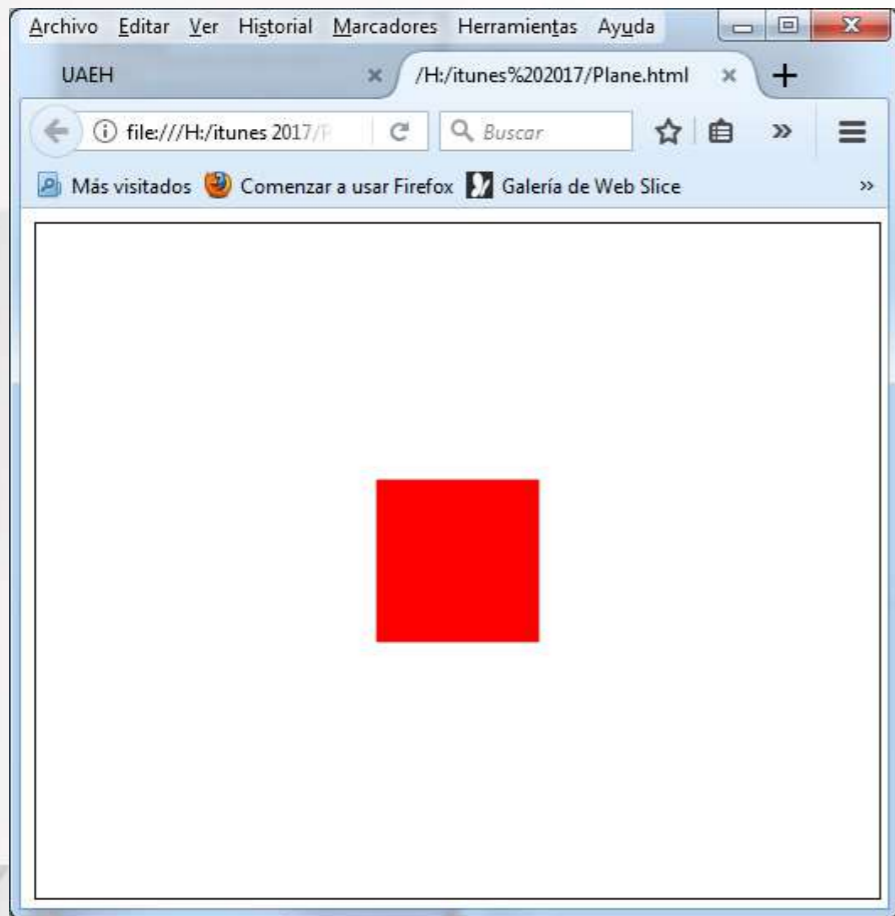 Archivo Editar Ver Historial Marcadores Herramientas Ayuda
UAEH /H:/itunes%202017/Plane.html
file:///H:/itunes 2017/P Buscar
Más visitados Comenzar a usar Firefox Galería de Web Slice